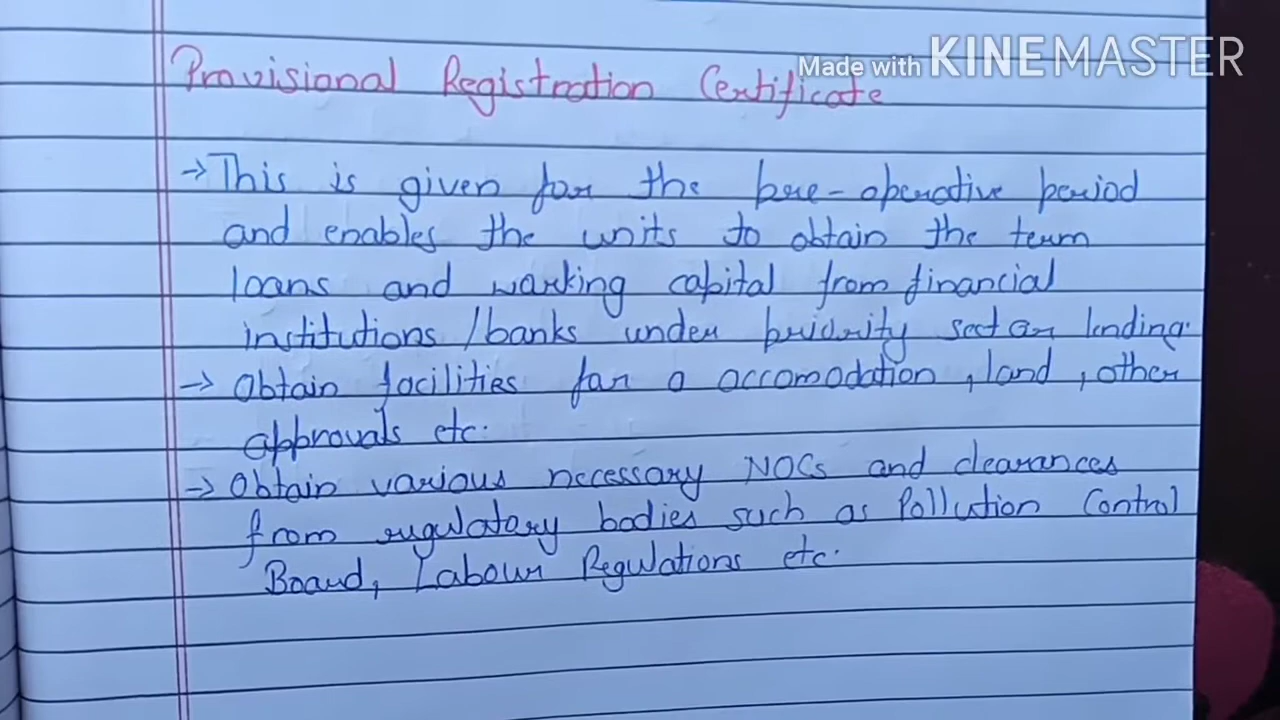 Made with KINEMASTER
Provisional Registration Certificate
→ This is given for the pre-operative period
and enables the units to obtain the term
loans and working capital from financial
institutions /banks under priority sector lending.
→ Obtain facilities for a accomodation, land, other
approvals etc.
→ Obtain various necessary NOCs and clearances
from regulatory bodies such as Pollution Control
Board, Labour Regulations etc.